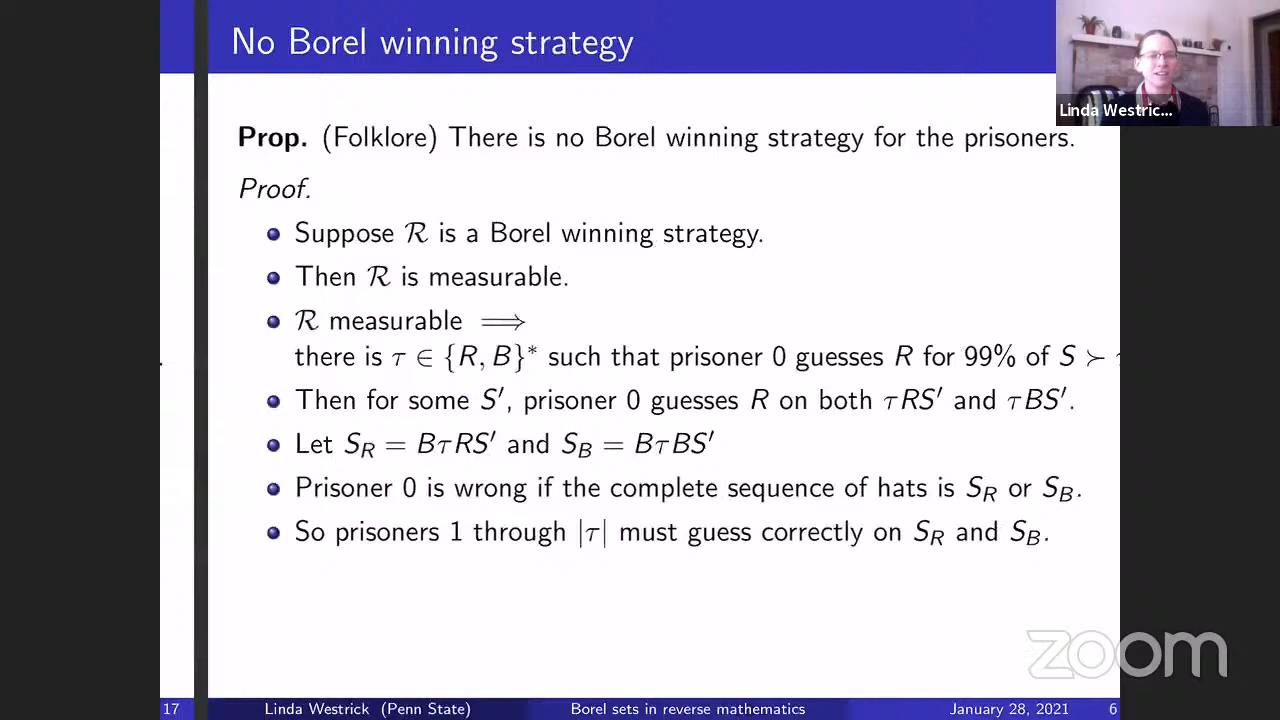 No Borel winning strategy
Linda Westric...
Prop. (Folklore) There is no Borel winning strategy for the prisoners.
Proof.
Suppose ℛ is a Borel winning strategy.
Then ℛ is measurable.
ℛ measurable ⟹
there is τ ∈ {R, B}* such that prisoner 0 guesses R for 99% of S ≻
Then for some S′, prisoner 0 guesses R on both τRS′ and τBS′.
Let S_R = BτRS′ and S_B = BτBS′
Prisoner 0 is wrong if the complete sequence of hats is S_R or S_B.
So prisoners 1 through |τ| must guess correctly on S_R and S_B.
zoom
17 Linda Westrick (Penn State) Borel sets in reverse mathematics January 28, 2021 6